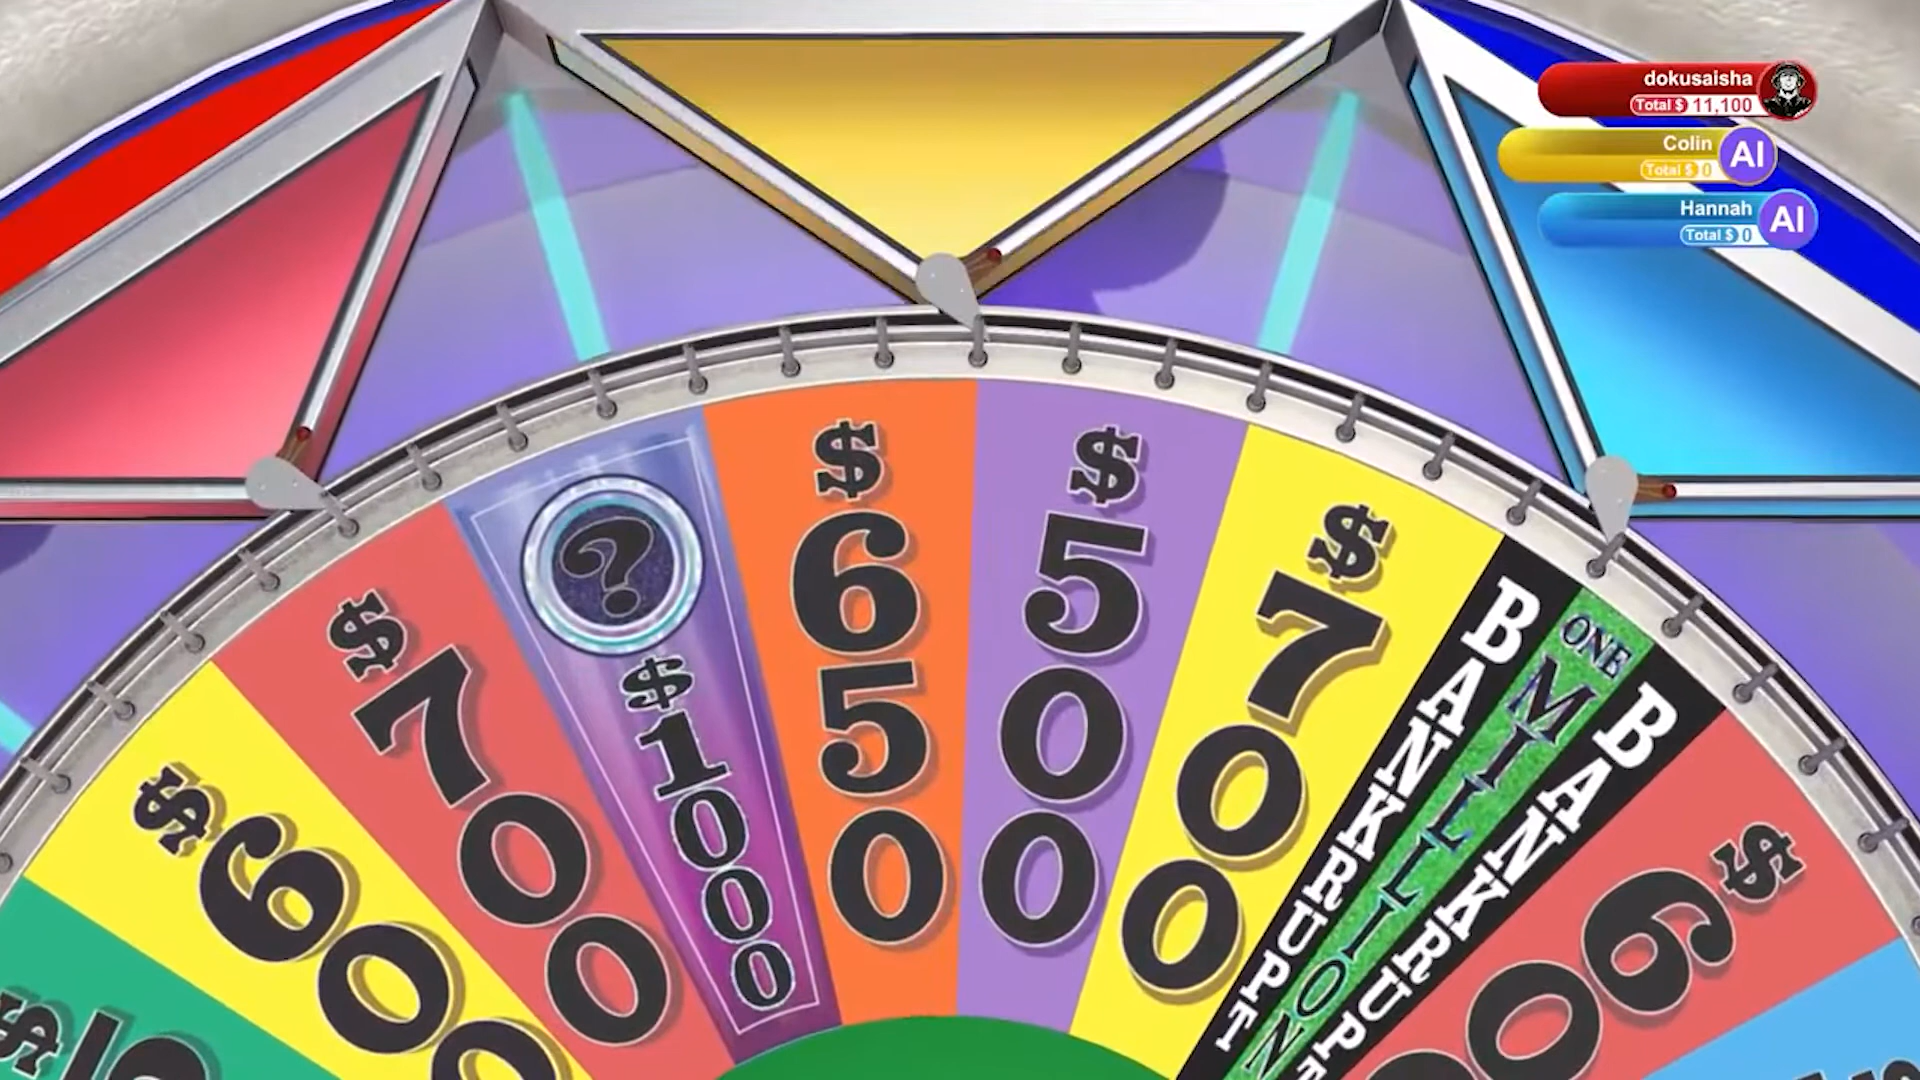 dokusaisha
Total $ 11,100
Colin
Total $ 0
Hannah
Total $ 0
AI
AI
$600
$700
?
$1000
$650
$500
$700
BANKRUPT
ONE MILLION
BANKRUPT